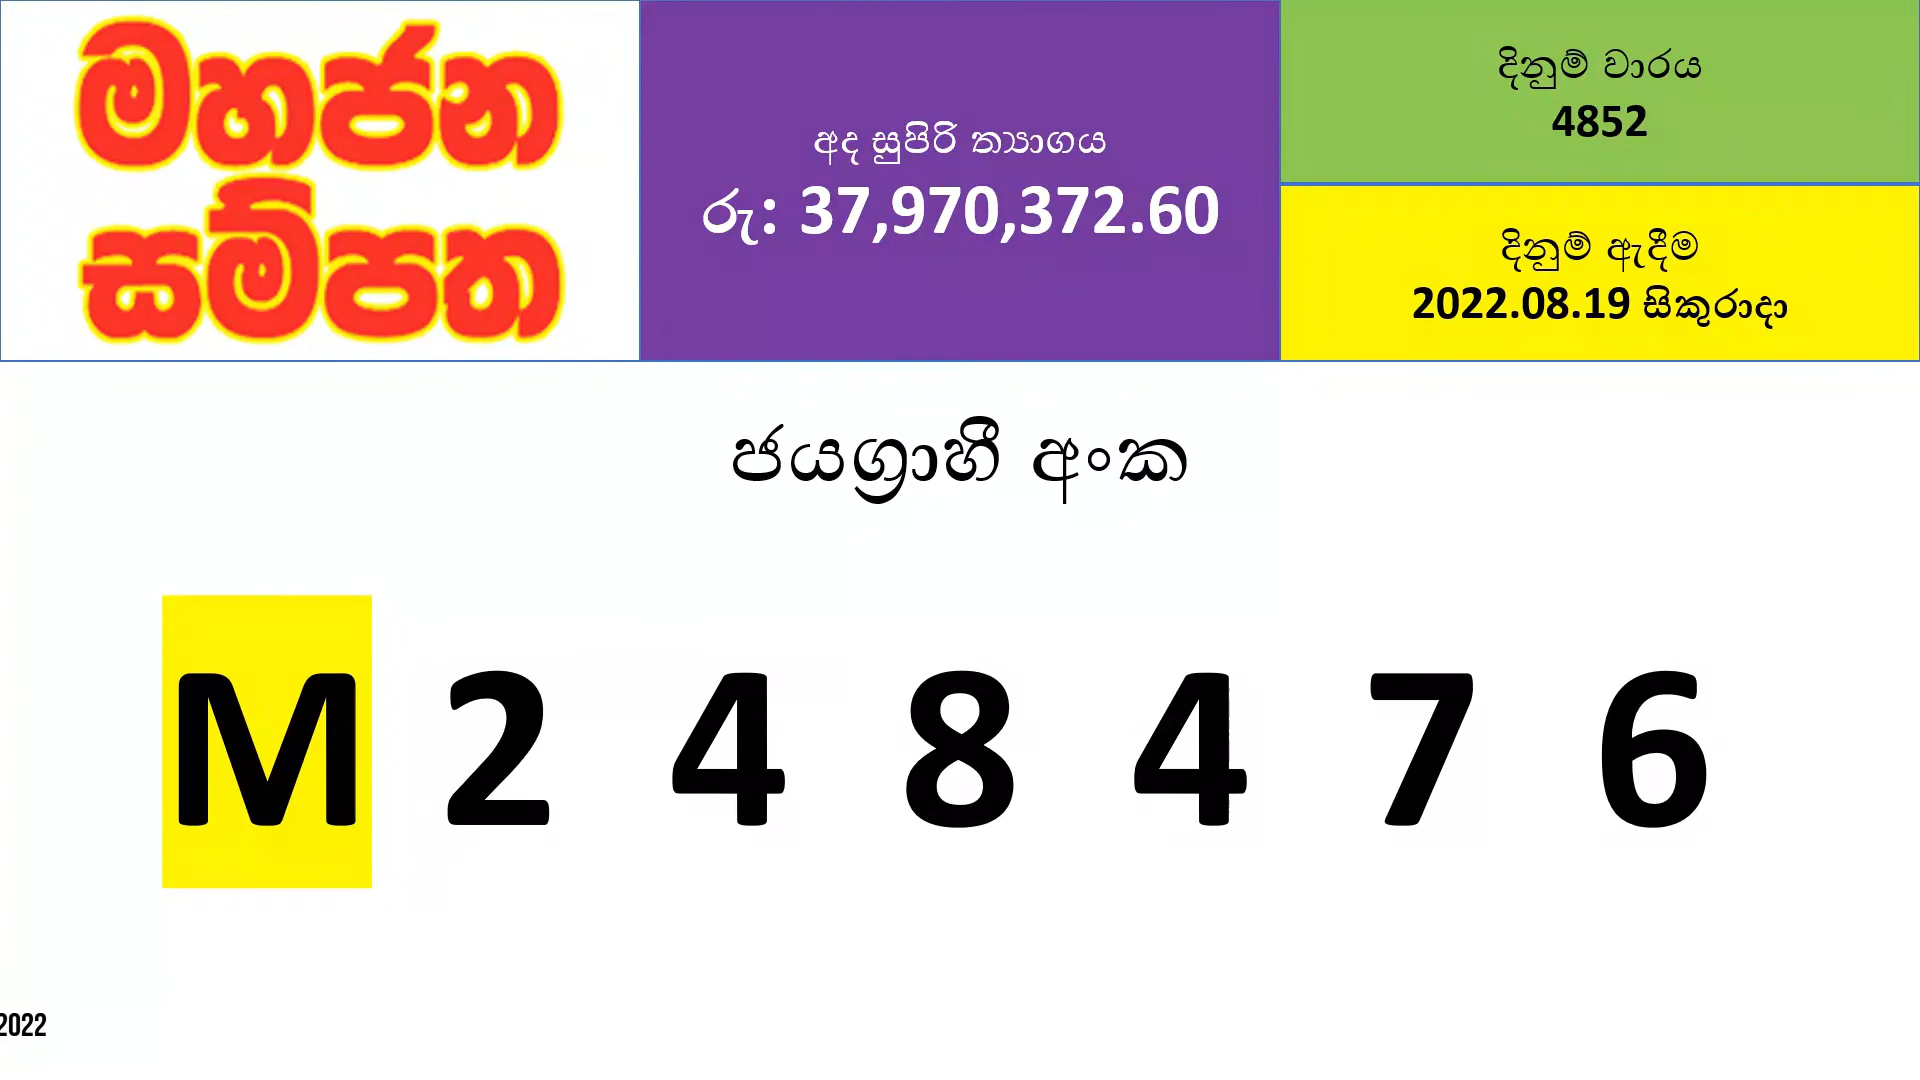 මහජන
සම්පත
අද සුපිරි ත්‍යාගය
රු: 37,970,372.60
දිනුම් වාරය
4852
දිනුම් ඇදීම
2022.08.19 සිකුරාදා
ජයග්‍රාහී අංක
M 2 4 8 4 7 6
2022